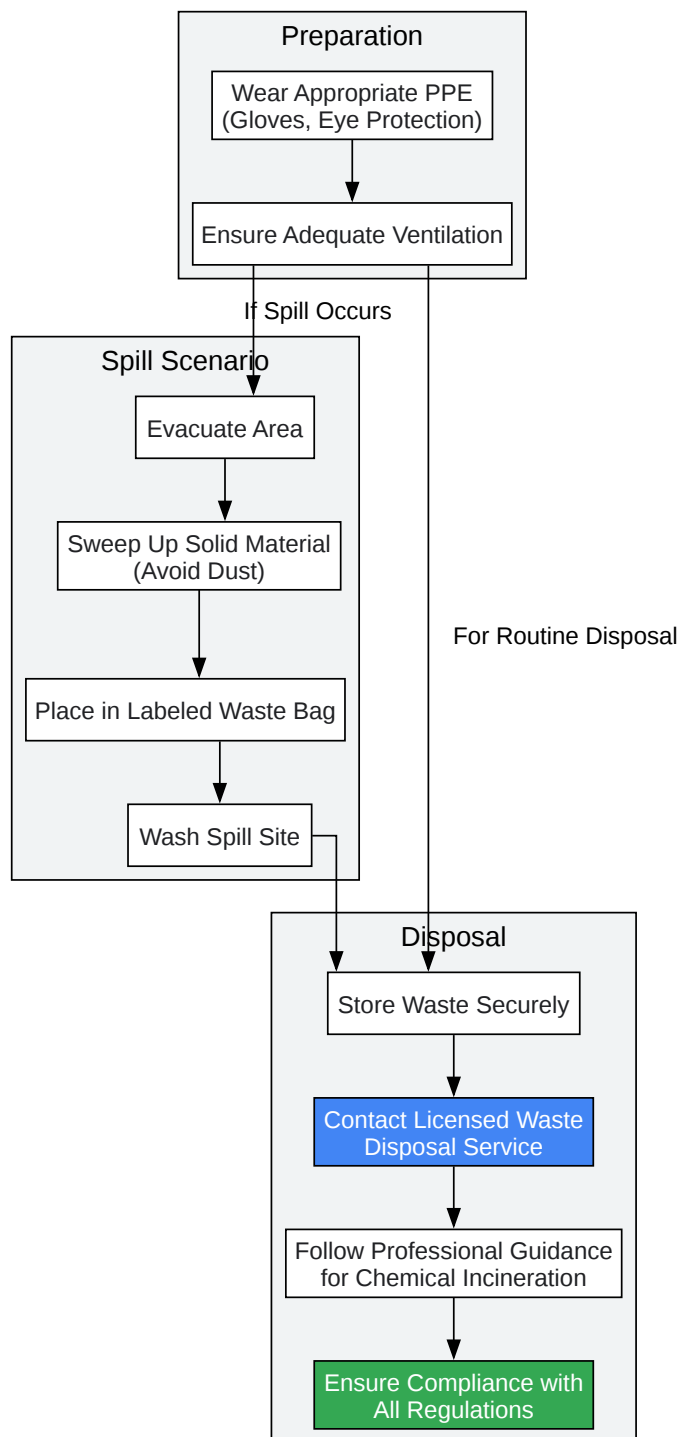 Preparation
Wear Appropriate PPE
(Gloves, Eye Protection)
Ensure Adequate Ventilation
If Spill Occurs
Spill Scenario
Evacuate Area
Sweep Up Solid Material
(Avoid Dust)
For Routine Disposal
Place in Labeled Waste Bag
Wash Spill Site
Disposal
Store Waste Securely
Contact Licensed Waste
Disposal Service
Follow Professional Guidance
for Chemical Incineration
Ensure Compliance with
All Regulations